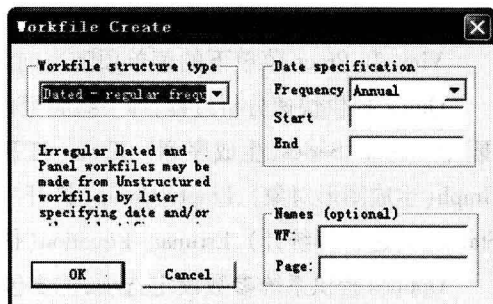 Workfile Create
Workfile structure type
Dated - regular frequ
Irregular Dated and
Panel workfiles may be
made from Unstructured
workfiles by later
specifying date and/or
OK
Cancel
Date specification
Frequency Annual
Start
End
Names (optional)
WF:
Page: